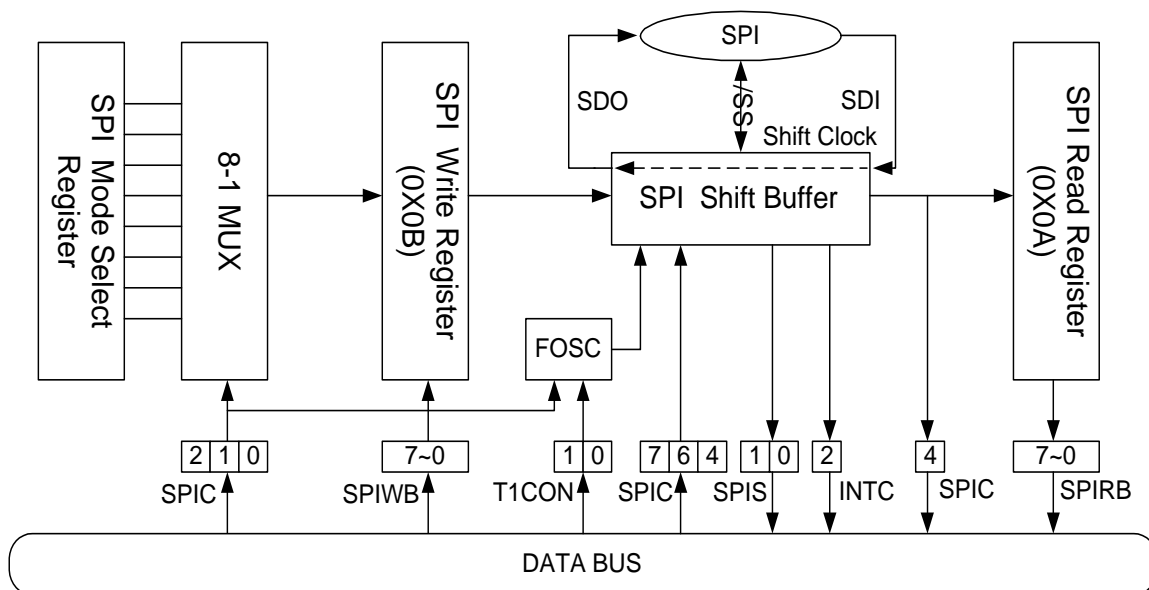 SPI
SDO
/SS
SDI
Shift Clock
SPI Mode Select
Register
8-1 MUX
SPI Write Register
(0X0B)
SPI Shift Buffer
SPI Read Register
(0X0A)
FOSC
2 1 0
7~0
1 0
7 6 4
1 0
2
4
7~0
SPIC
SPIWB
T1CON
SPIC
SPIS
INTC
SPIC
SPIRB
DATA BUS